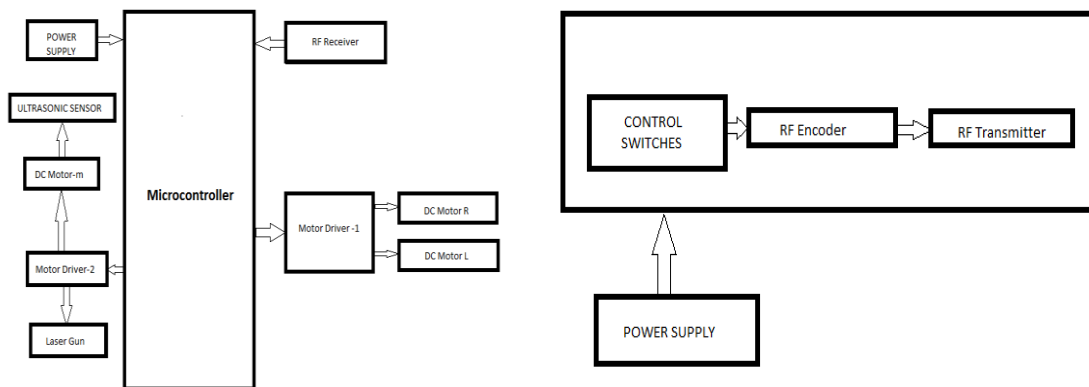 POWER
SUPPLY
RF Receiver
ULTRASONIC SENSOR
DC Motor-m
Microcontroller
Motor Driver -1
DC Motor R
DC Motor L
Motor Driver-2
Laser Gun
CONTROL
SWITCHES
RF Encoder
RF Transmitter
POWER SUPPLY